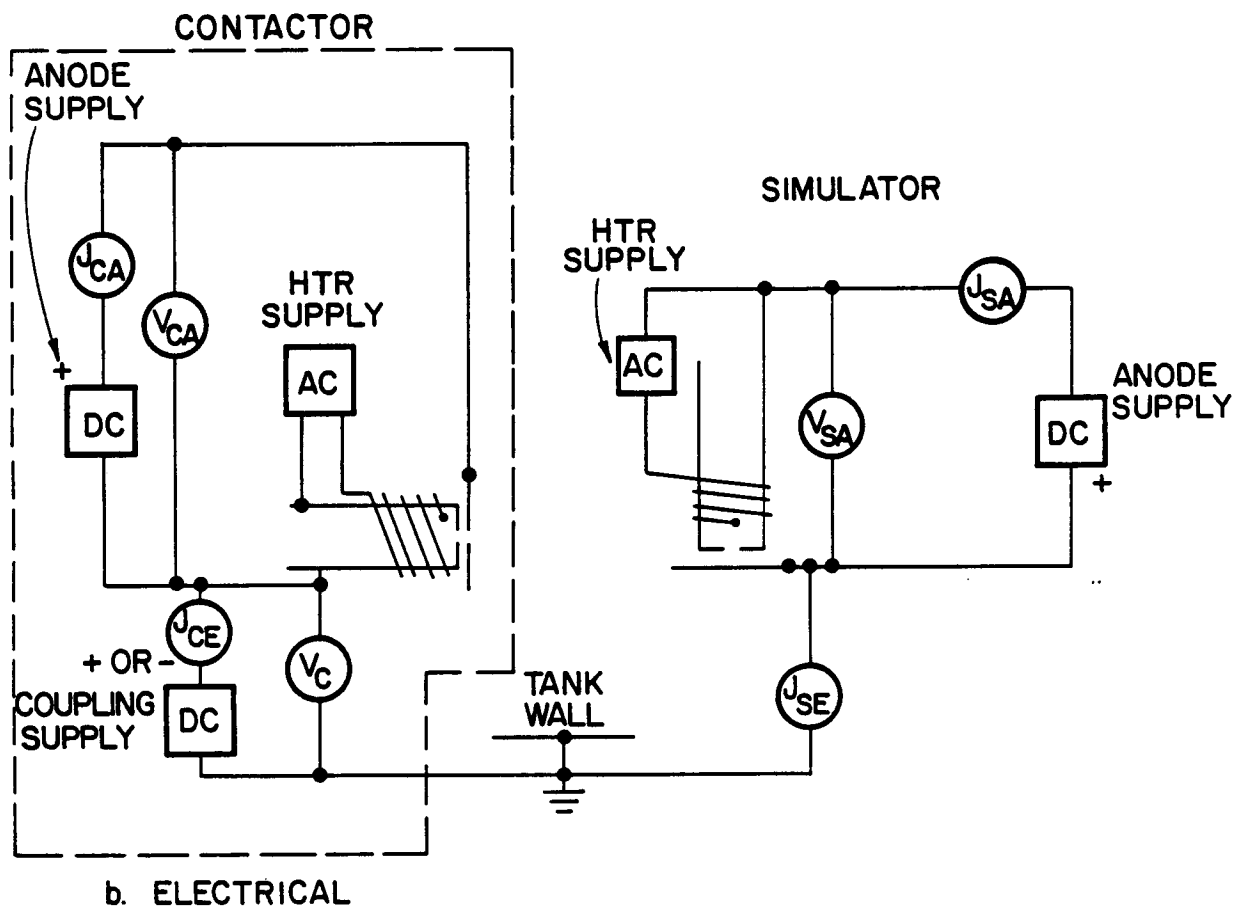 CONTACTOR
ANODE
SUPPLY
SIMULATOR
HTR
SUPPLY
J_CA
V_CA
HTR
SUPPLY
J_SA
+
AC
AC
ANODE
SUPPLY
DC
V_SA
DC
+
J_CE
+ OR -
V_C
COUPLING
SUPPLY
DC
TANK
WALL
J_SE
b. ELECTRICAL